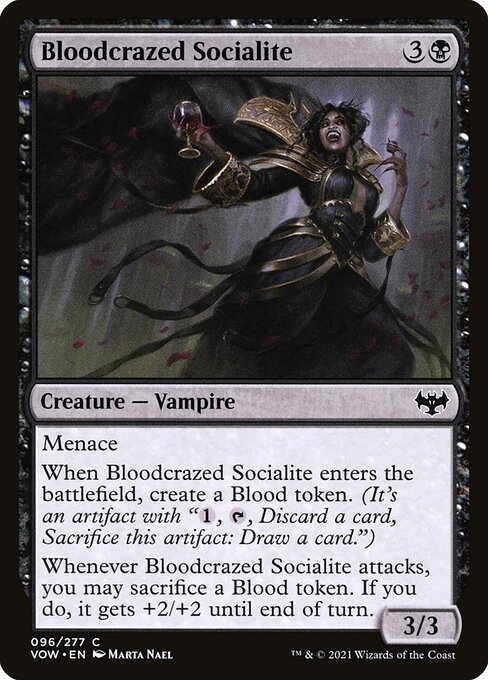 Bloodcrazed Socialite 3
Creature — Vampire
Menace
When Bloodcrazed Socialite enters the
battlefield, create a Blood token. (It's
an artifact with “1, , Discard a card,
Sacrifice this artifact: Draw a card.”)
Whenever Bloodcrazed Socialite attacks,
you may sacrifice a Blood token. If you
do, it gets +2/+2 until end of turn.
3/3
096/277 C
VOW • EN Marta Nael
™ & © 2021 Wizards of the Coast